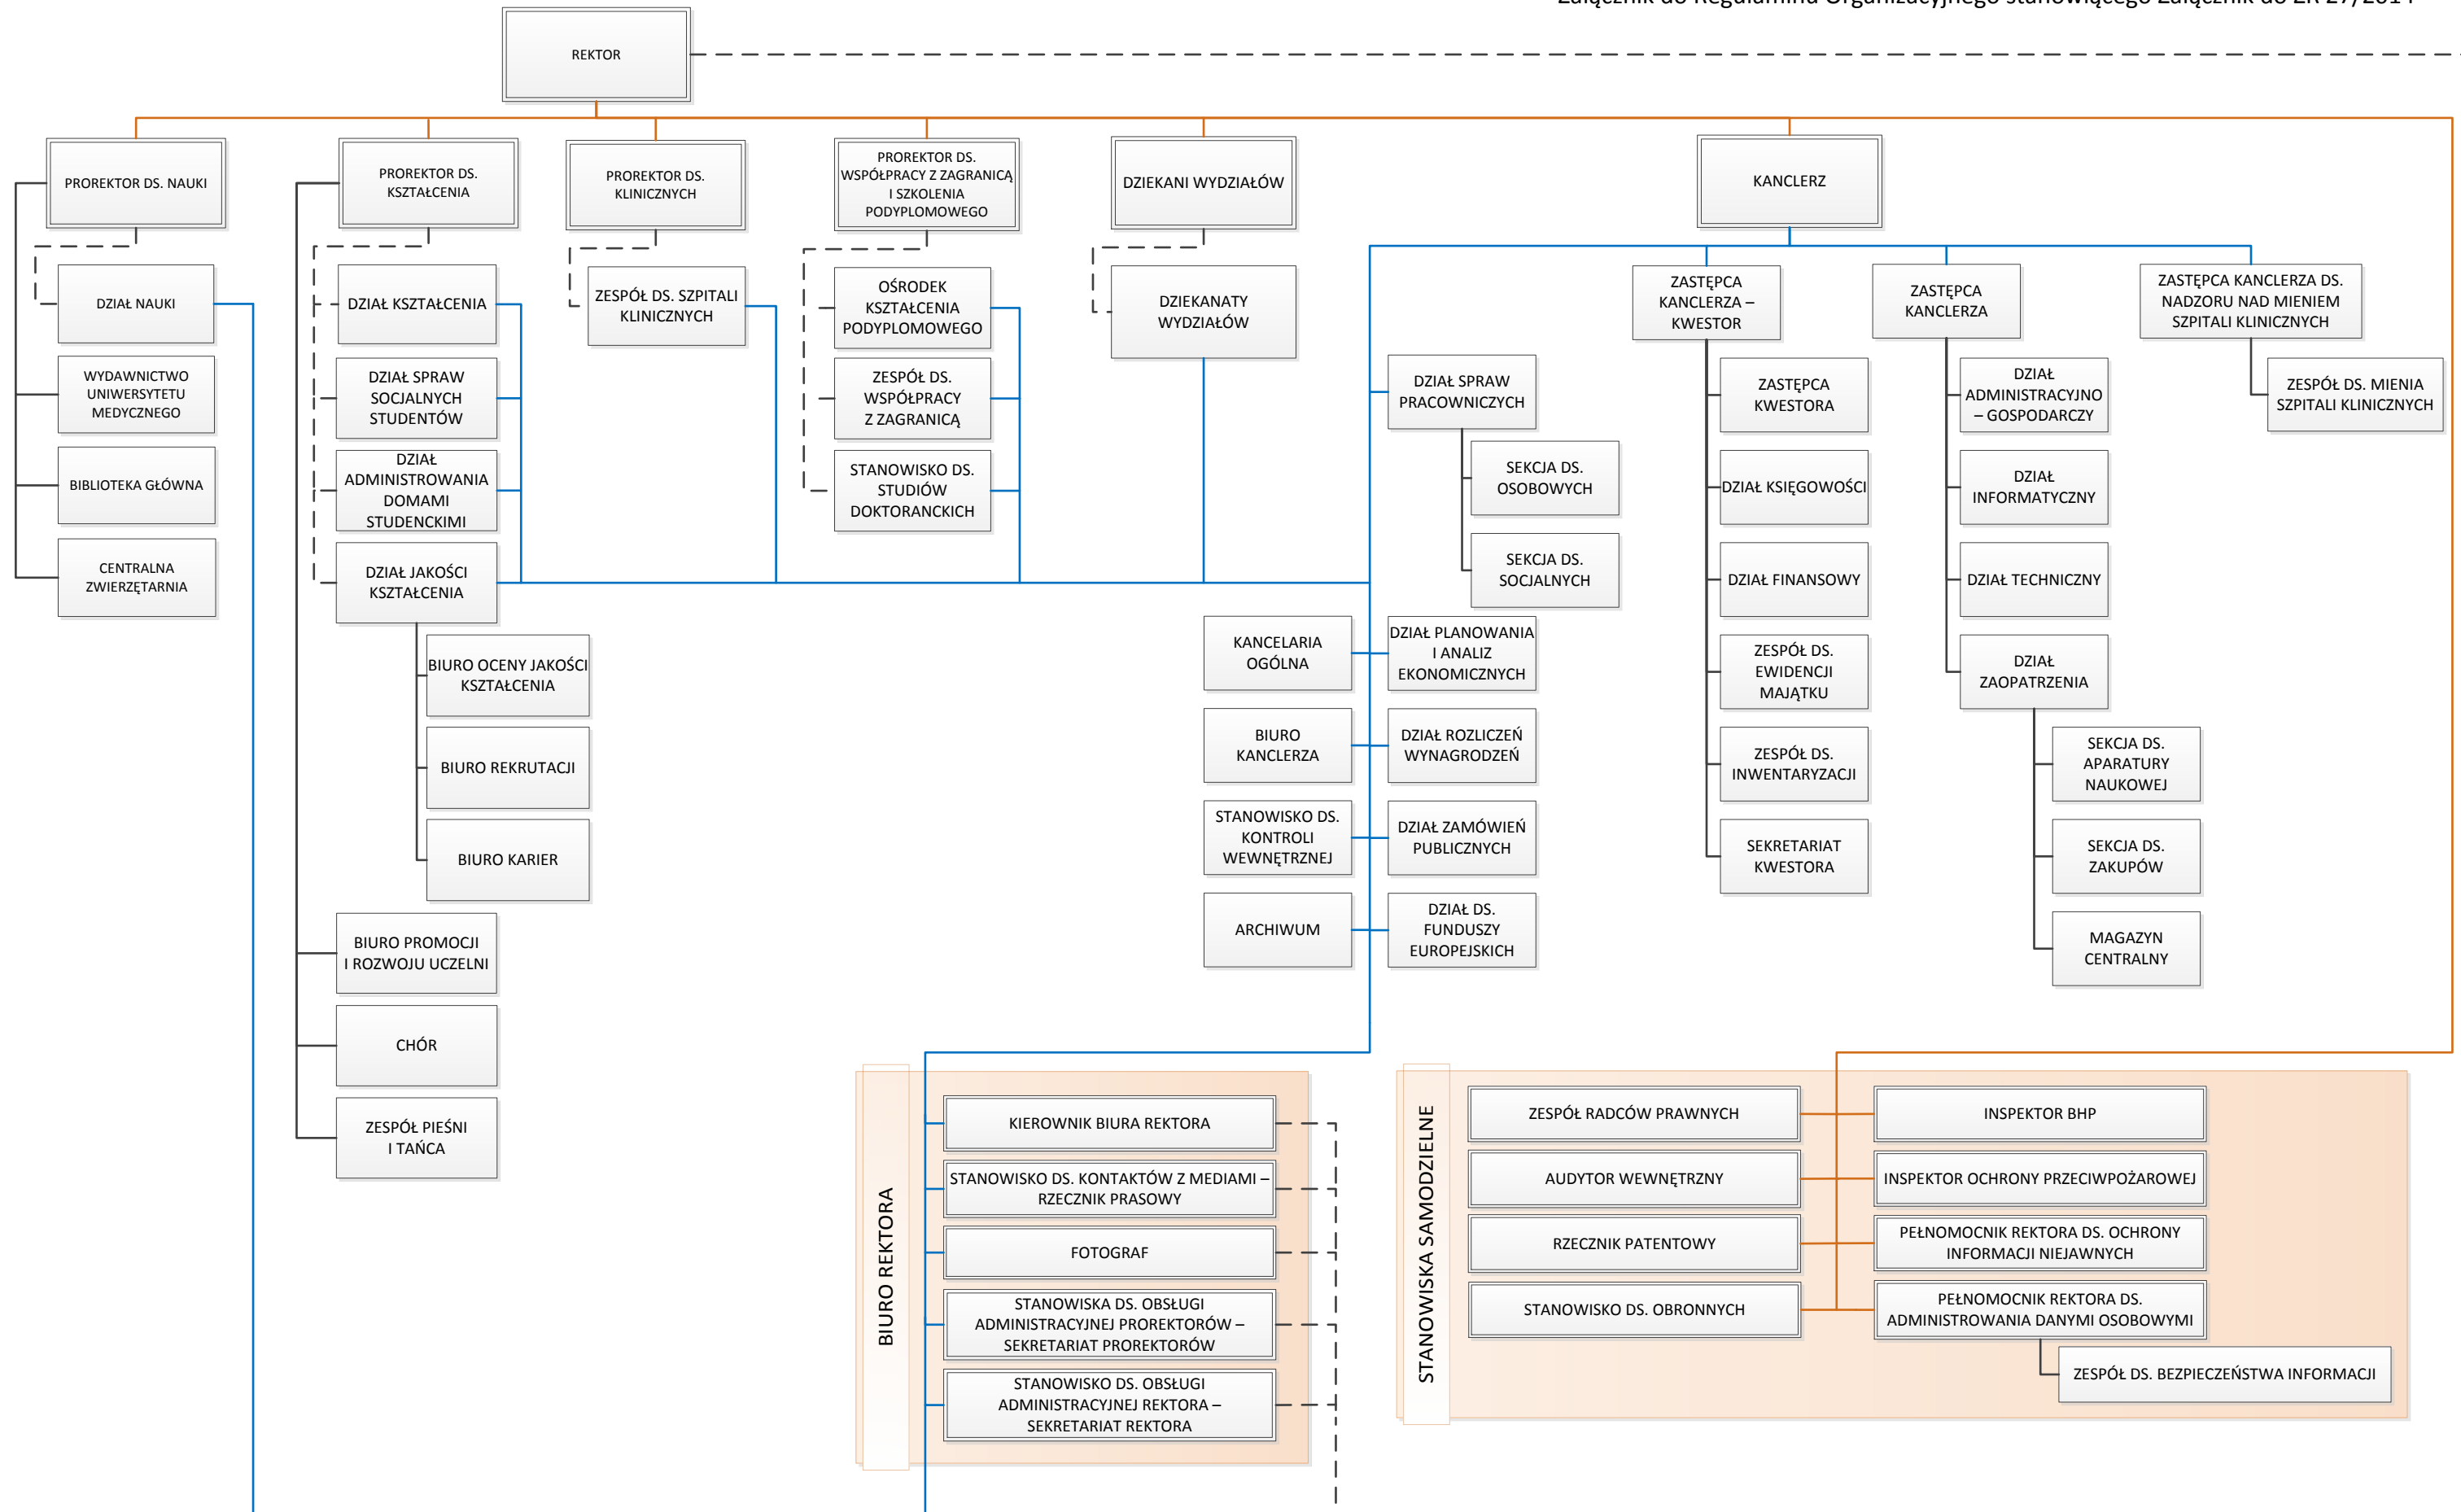 Załącznik do Regulaminu Organizacyjnego stanowiącego Załącznik do ZR 27/2014
REKTOR
PROREKTOR DS. NAUKI
PROREKTOR DS.
KSZTAŁCENIA
PROREKTOR DS.
KLINICZNYCH
PROREKTOR DS.
WSPÓŁPRACY Z ZAGRANICĄ
I SZKOLENIA
PODYPLOMOWEGO
DZIEKANI WYDZIAŁÓW
KANCLERZ
DZIAŁ NAUKI
WYDAWNICTWO
UNIWERSYTETU
MEDYCZNEGO
BIBLIOTEKA GŁÓWNA
CENTRALNA
ZWIERZĘTARNIA
DZIAŁ KSZTAŁCENIA
DZIAŁ SPRAW
SOCJALNYCH
STUDENTÓW
DZIAŁ
ADMINISTROWANIA
DOMAMI
STUDENCKIMI
DZIAŁ JAKOŚCI
KSZTAŁCENIA
BIURO OCENY JAKOŚCI
KSZTAŁCENIA
BIURO REKRUTACJI
BIURO KARIER
BIURO PROMOCJI
I ROZWOJU UCZELNI
CHÓR
ZESPÓŁ PIEŚNI
I TAŃCA
ZESPÓŁ DS. SZPITALI
KLINICZNYCH
OŚRODEK
KSZTAŁCENIA
PODYPLOMOWEGO
ZESPÓŁ DS.
WSPÓŁPRACY
Z ZAGRANICĄ
STANOWISKO DS.
STUDIÓW
DOKTORANCKICH
DZIEKANATY
WYDZIAŁÓW
DZIAŁ SPRAW
PRACOWNICZYCH
SEKCJA DS.
OSOBOWYCH
SEKCJA DS.
SOCJALNYCH
KANCELARIA
OGÓLNA
DZIAŁ PLANOWANIA
I ANALIZ
EKONOMICZNYCH
BIURO
KANCLERZA
DZIAŁ ROZLICZEŃ
WYNAGRODZEŃ
STANOWISKO DS.
KONTROLI
WEWNĘTRZNEJ
DZIAŁ ZAMÓWIEŃ
PUBLICZNYCH
ARCHIWUM
DZIAŁ DS.
FUNDUSZY
EUROPEJSKICH
ZASTĘPCA
KANCLERZA –
KWESTOR
ZASTĘPCA
KWESTORA
DZIAŁ KSIĘGOWOŚCI
DZIAŁ FINANSOWY
ZESPÓŁ DS.
EWIDENCJI
MAJĄTKU
ZESPÓŁ DS.
INWENTARYZACJI
SEKRETARIAT
KWESTORA
ZASTĘPCA
KANCLERZA
DZIAŁ
ADMINISTRACYJNO
– GOSPODARCZY
DZIAŁ
INFORMATYCZNY
DZIAŁ TECHNICZNY
DZIAŁ
ZAOPATRZENIA
SEKCJA DS.
APARATURY
NAUKOWEJ
SEKCJA DS.
ZAKUPÓW
MAGAZYN
CENTRALNY
ZASTĘPCA KANCLERZA DS.
NADZORU NAD MIENIEM
SZPITALI KLINICZNYCH
ZESPÓŁ DS. MIENIA
SZPITALI KLINICZNYCH
BIURO REKTORA
KIEROWNIK BIURA REKTORA
STANOWISKO DS. KONTAKTÓW Z MEDIAMI –
RZECZNIK PRASOWY
FOTOGRAF
STANOWISKA DS. OBSŁUGI
ADMINISTRACYJNEJ PROREKTORÓW –
SEKRETARIAT PROREKTORÓW
STANOWISKO DS. OBSŁUGI
ADMINISTRACYJNEJ REKTORA –
SEKRETARIAT REKTORA
STANOWISKA SAMODZIELNE
ZESPÓŁ RADCÓW PRAWNYCH
INSPEKTOR BHP
AUDYTOR WEWNĘTRZNY
INSPEKTOR OCHRONY PRZECIWPOŻAROWEJ
RZECZNIK PATENTOWY
PEŁNOMOCNIK REKTORA DS. OCHRONY
INFORMACJI NIEJAWNYCH
STANOWISKO DS. OBRONNYCH
PEŁNOMOCNIK REKTORA DS.
ADMINISTROWANIA DANYMI OSOBOWYMI
ZESPÓŁ DS. BEZPIECZEŃSTWA INFORMACJI